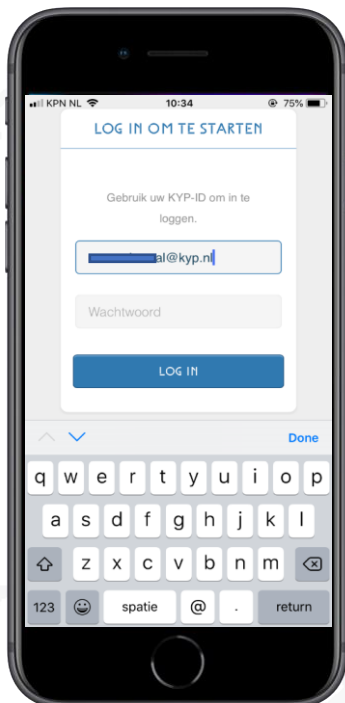 KPN NL 10:34 75%
LOG IN OM TE STARTEN
Gebruik uw KYP-ID om in te
loggen.
al@kyp.nl
Wachtwoord
LOG IN
Done
q w e r t y u i o p
a s d f g h j k l
z x c v b n m
123 spatie @ . return